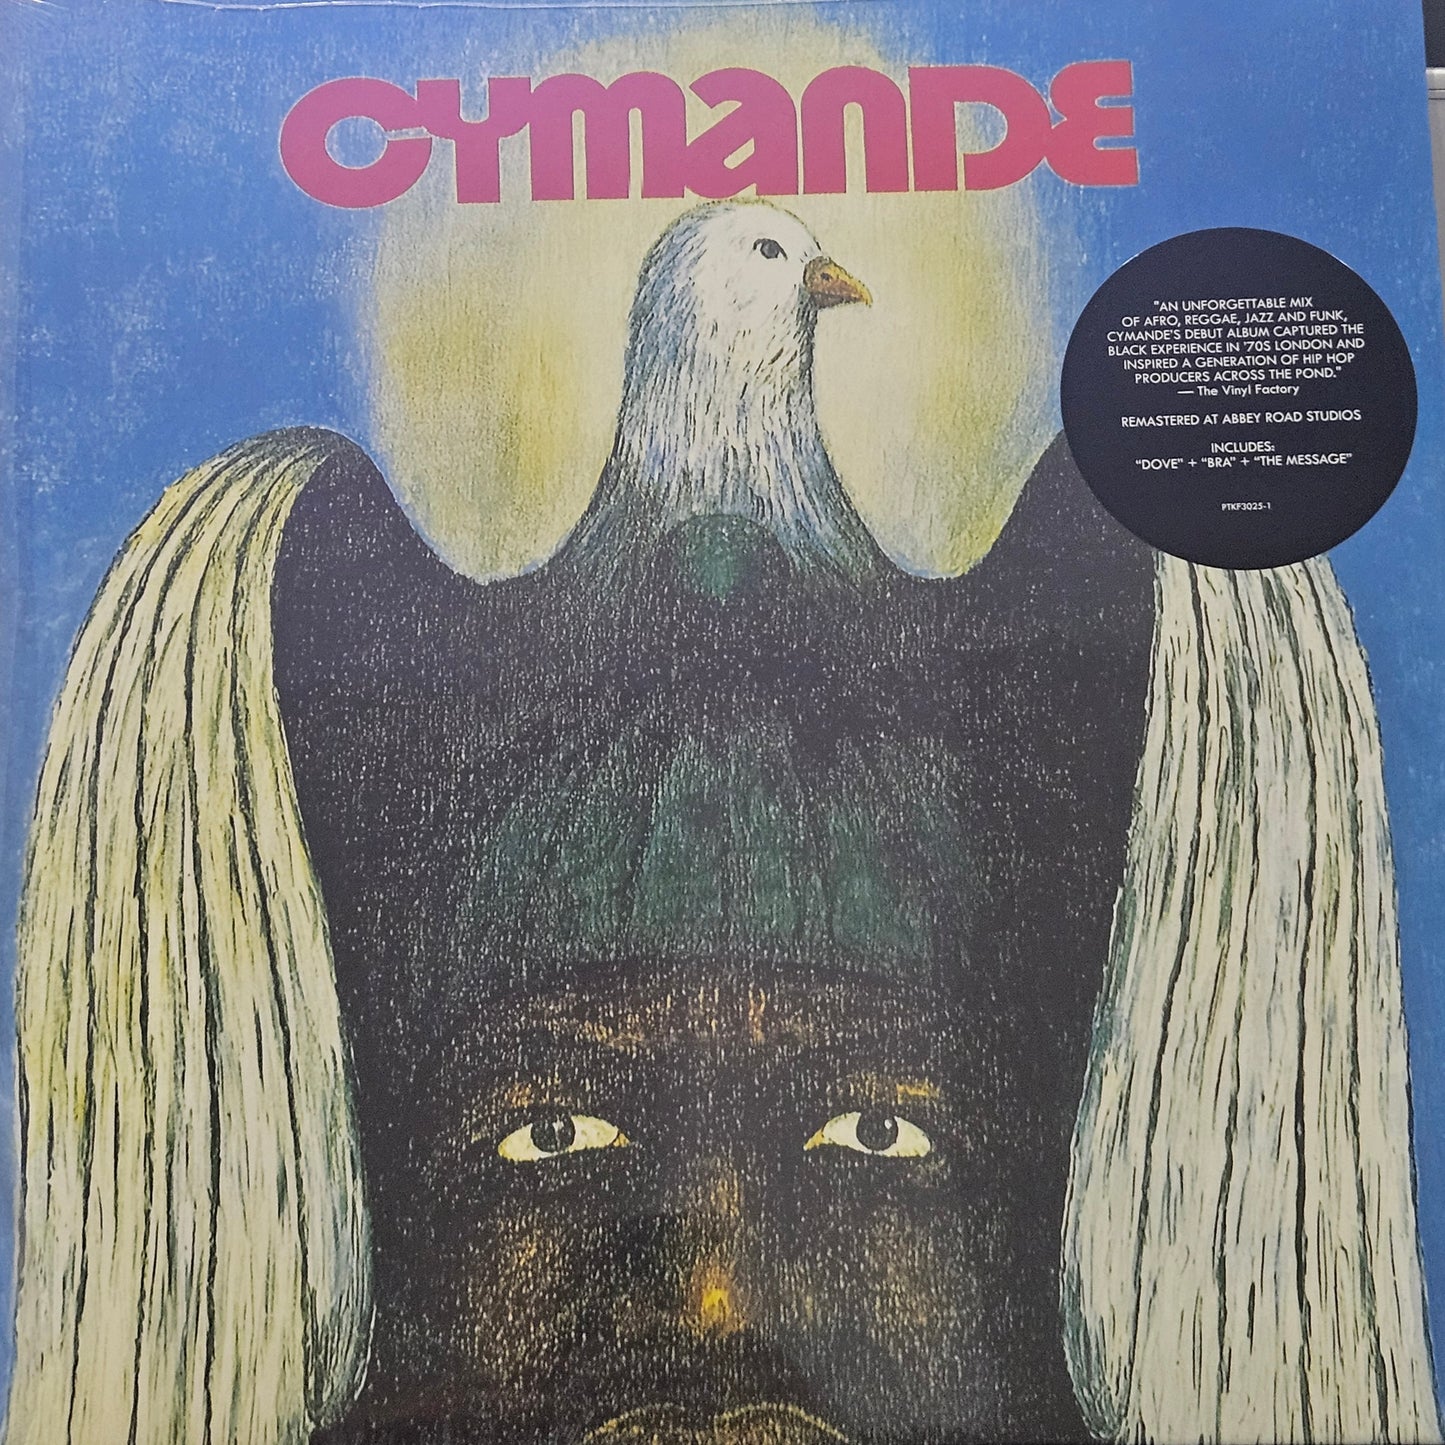 CYMANDE
"AN UNFORGETTABLE MIX
OF AFRO, REGGAE, JAZZ AND FUNK,
CYMANDE'S DEBUT ALBUM CAPTURED THE
BLACK EXPERIENCE IN '70S LONDON AND
INSPIRED A GENERATION OF HIP HOP
PRODUCERS ACROSS THE POND."
— The Vinyl Factory
REMASTERED AT ABBEY ROAD STUDIOS
INCLUDES:
"DOVE" + "BRA" + "THE MESSAGE"
PTKF3025-1